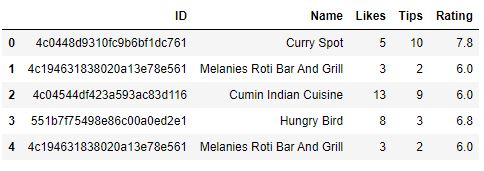 ID Name Likes Tips Rating
0 4c0448d9310fc9b6bf1dc761 Curry Spot 5 10 7.8
1 4c194631838020a13e78e561 Melanies Roti Bar And Grill 3 2 6.0
2 4c04544df423a593ac83d116 Cumin Indian Cuisine 13 9 6.0
3 551b7f75498e86c00a0ed2e1 Hungry Bird 8 3 6.8
4 4c194631838020a13e78e561 Melanies Roti Bar And Grill 3 2 6.0